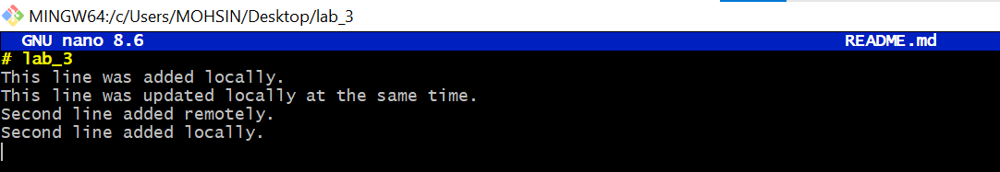 MINGW64:/c/Users/MOHSIN/Desktop/lab_3
GNU nano 8.6 README.md
# lab_3
This line was added locally.
This line was updated locally at the same time.
Second line added remotely.
Second line added locally.